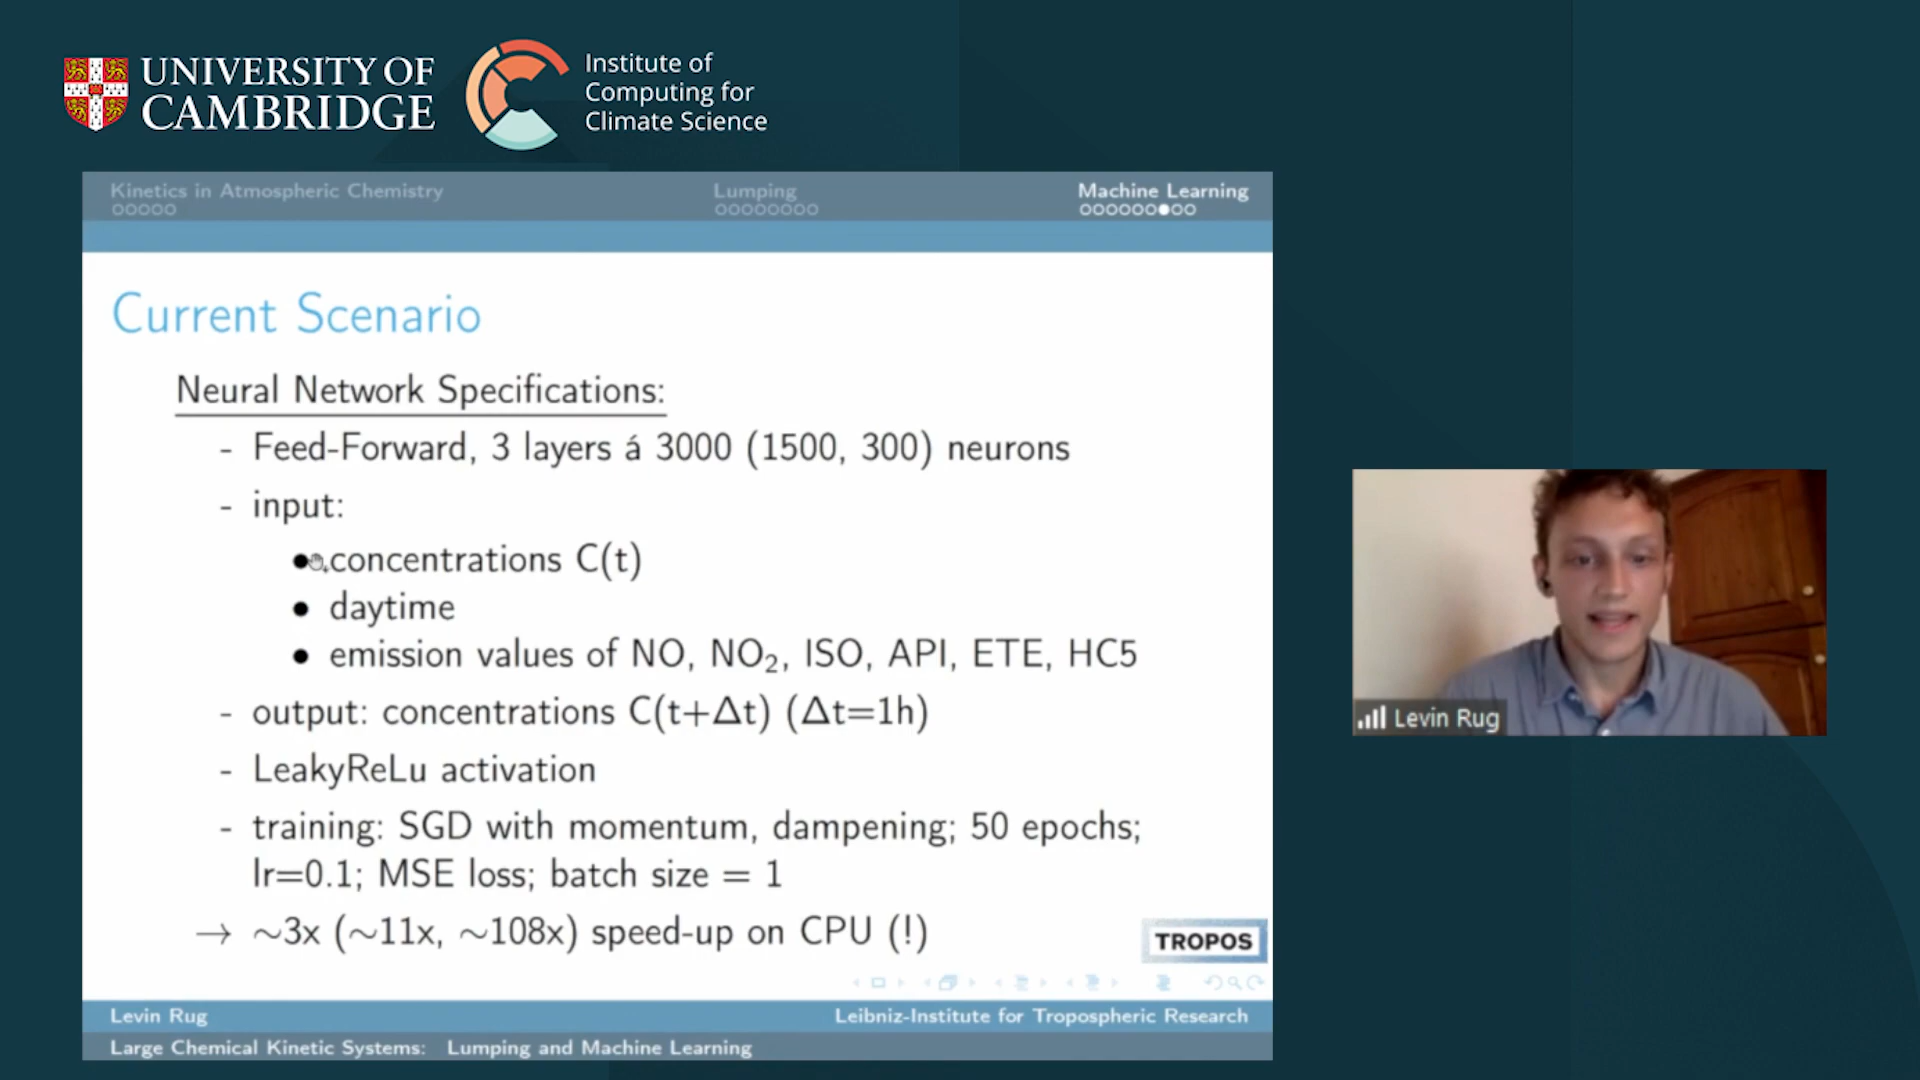 UNIVERSITY OF
CAMBRIDGE
Institute of
Computing for
Climate Science
Kinetics in Atmospheric Chemistry
Lumping
Machine Learning
Current Scenario
Neural Network Specifications:
- Feed-Forward, 3 layers á 3000 (1500, 300) neurons
- input:
● concentrations C(t)
● daytime
● emission values of NO, NO₂, ISO, API, ETE, HC5
- output: concentrations C(t+Δt) (Δt=1h)
- LeakyReLu activation
- training: SGD with momentum, dampening; 50 epochs;
lr=0.1; MSE loss; batch size = 1
→ ~3x (~11x, ~108x) speed-up on CPU (!)
TROPOS
Levin Rug
Leibniz-Institute for Tropospheric Research
Large Chemical Kinetic Systems: Lumping and Machine Learning
Levin Rug